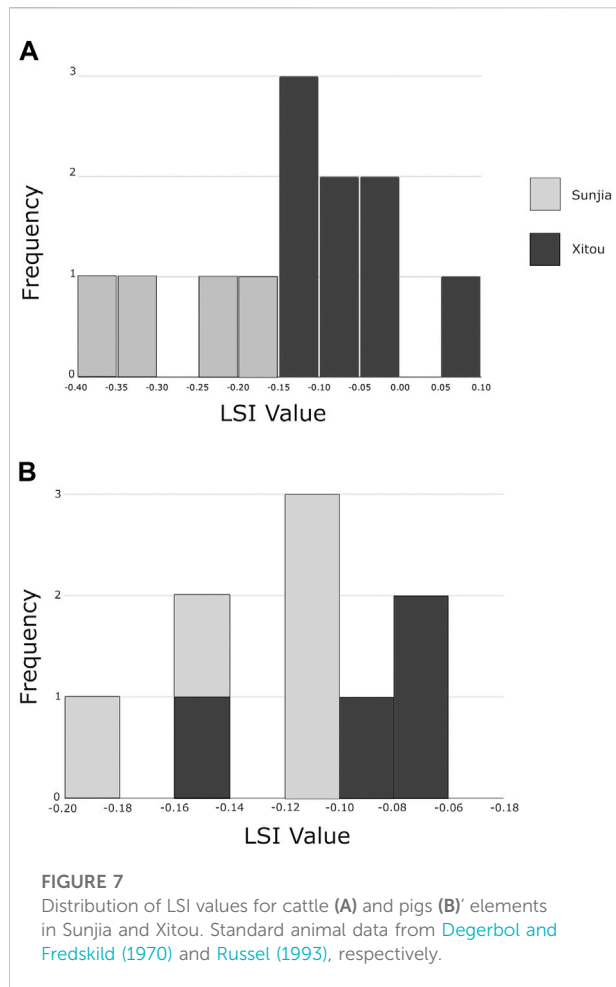 A
3
2
1
0
Frequency
-0.40 -0.35 -0.30 -0.25 -0.20 -0.15 -0.10 -0.05 0.00 0.05 0.10
LSI Value
Sunjia
Xitou
B
3
2
1
0
Frequency
-0.20 -0.18 -0.16 -0.14 -0.12 -0.10 -0.08 -0.06 -0.18
LSI Value
FIGURE 7
Distribution of LSI values for cattle (A) and pigs (B)’ elements
in Sunjia and Xitou. Standard animal data from Degerbol and
Fredskild (1970) and Russel (1993), respectively.